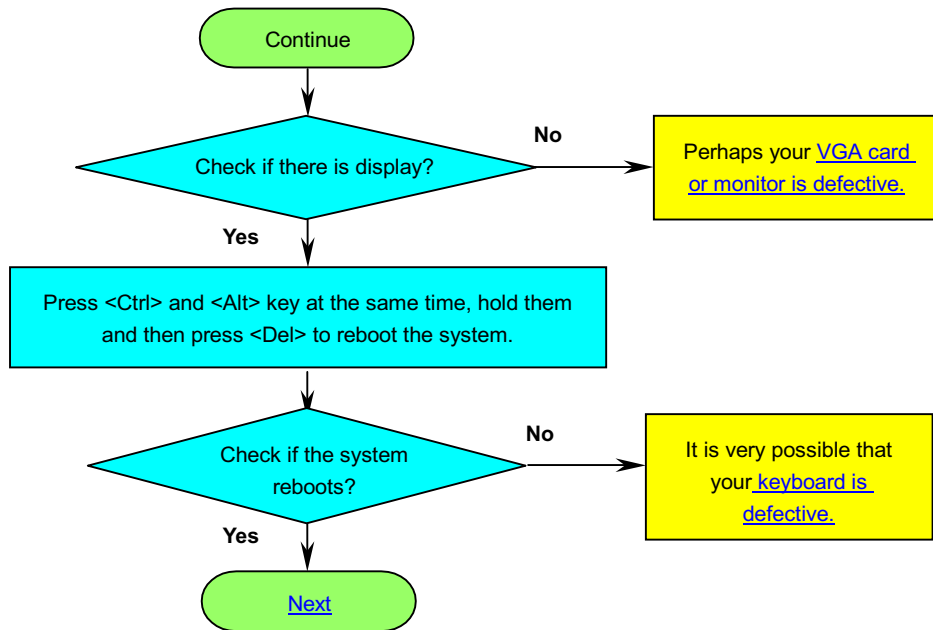 Continue
Check if there is display?
No
Perhaps your VGA card
or monitor is defective.
Yes
Press <Ctrl> and <Alt> key at the same time, hold them
and then press <Del> to reboot the system.
Check if the system
reboots?
No
It is very possible that
your keyboard is
defective.
Yes
Next